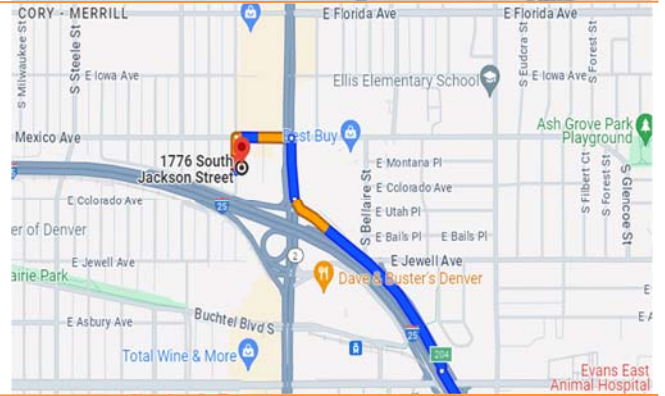 CORY - MERRILL
E Florida Ave
E Florida Ave
S Milwaukee St
S Steele St
E Iowa Ave
Ellis Elementary School
S Eudora St
E Iowa Ave
S Forest St
Mexico Ave
Best Buy
Ash Grove Park
Playground
1776 South
Jackson Street
E Montana Pl
E Colorado Ave
S Bellaire St
S Filbert Ct
S Forest St
S Glencoe St
25
E Colorado Ave
E Utah Pl
er of Denver
E Bails Pl
E Bails Pl
2
E Jewell Ave
E Jewell Ave
airie Park
Dave & Buster's Denver
E
E Asbury Ave
Buchtel Blvd S
E A
25
Total Wine & More
204
Evans East
Animal Hospital